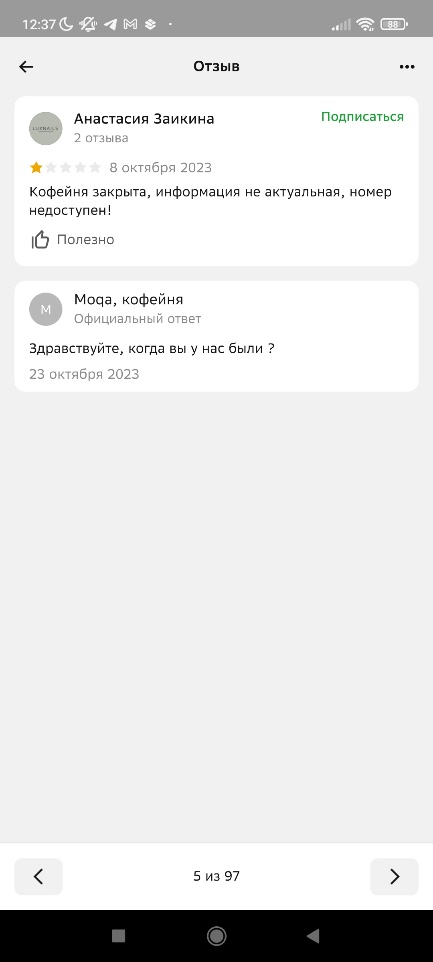 12:37
88
Отзыв
Анастасия Заикина
Подписаться
2 отзыва
8 октября 2023
Кофейня закрыта, информация не актуальная, номер
недоступен!
Полезно
М
Моqа, кофейня
Официальный ответ
Здравствуйте, когда вы у нас были ?
23 октября 2023
5 из 97